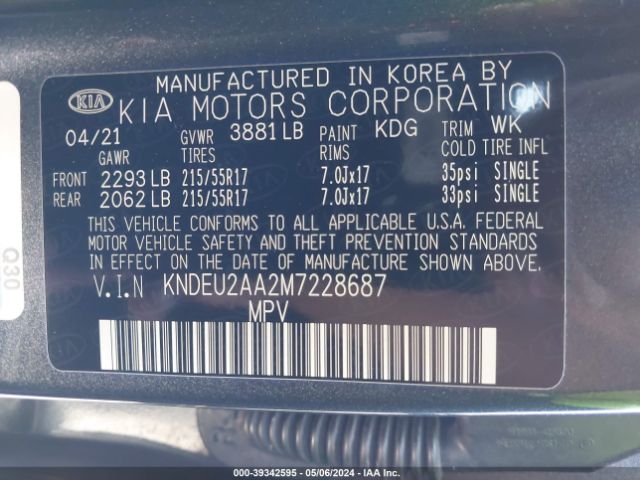 MANUFACTURED IN KOREA BY
KIA KIA MOTORS CORPORATION
04/21 GVWR 3881 LB PAINT KDG TRIM WK
GAWR TIRES RIMS COLD TIRE INFL
FRONT 2293 LB 215/55R17 7.0Jx17 35psi SINGLE
REAR 2062 LB 215/55R17 7.0Jx17 33psi SINGLE
THIS VEHICLE CONFORMS TO ALL APPLICABLE U.S.A. FEDERAL
MOTOR VEHICLE SAFETY AND THEFT PREVENTION STANDARDS
IN EFFECT ON THE DATE OF MANUFACTURE SHOWN ABOVE.
V.I.N KNDEU2AA2M7228687
MPV
Q30
000-39342595 - 05/06/2024 - IAA Inc.